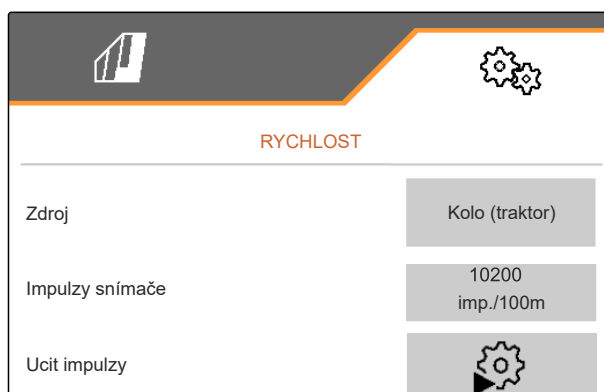 RYCHLOST
Zdroj
Kolo (traktor)
Impulzy snímače
10200
imp./100m
Ucit impulzy